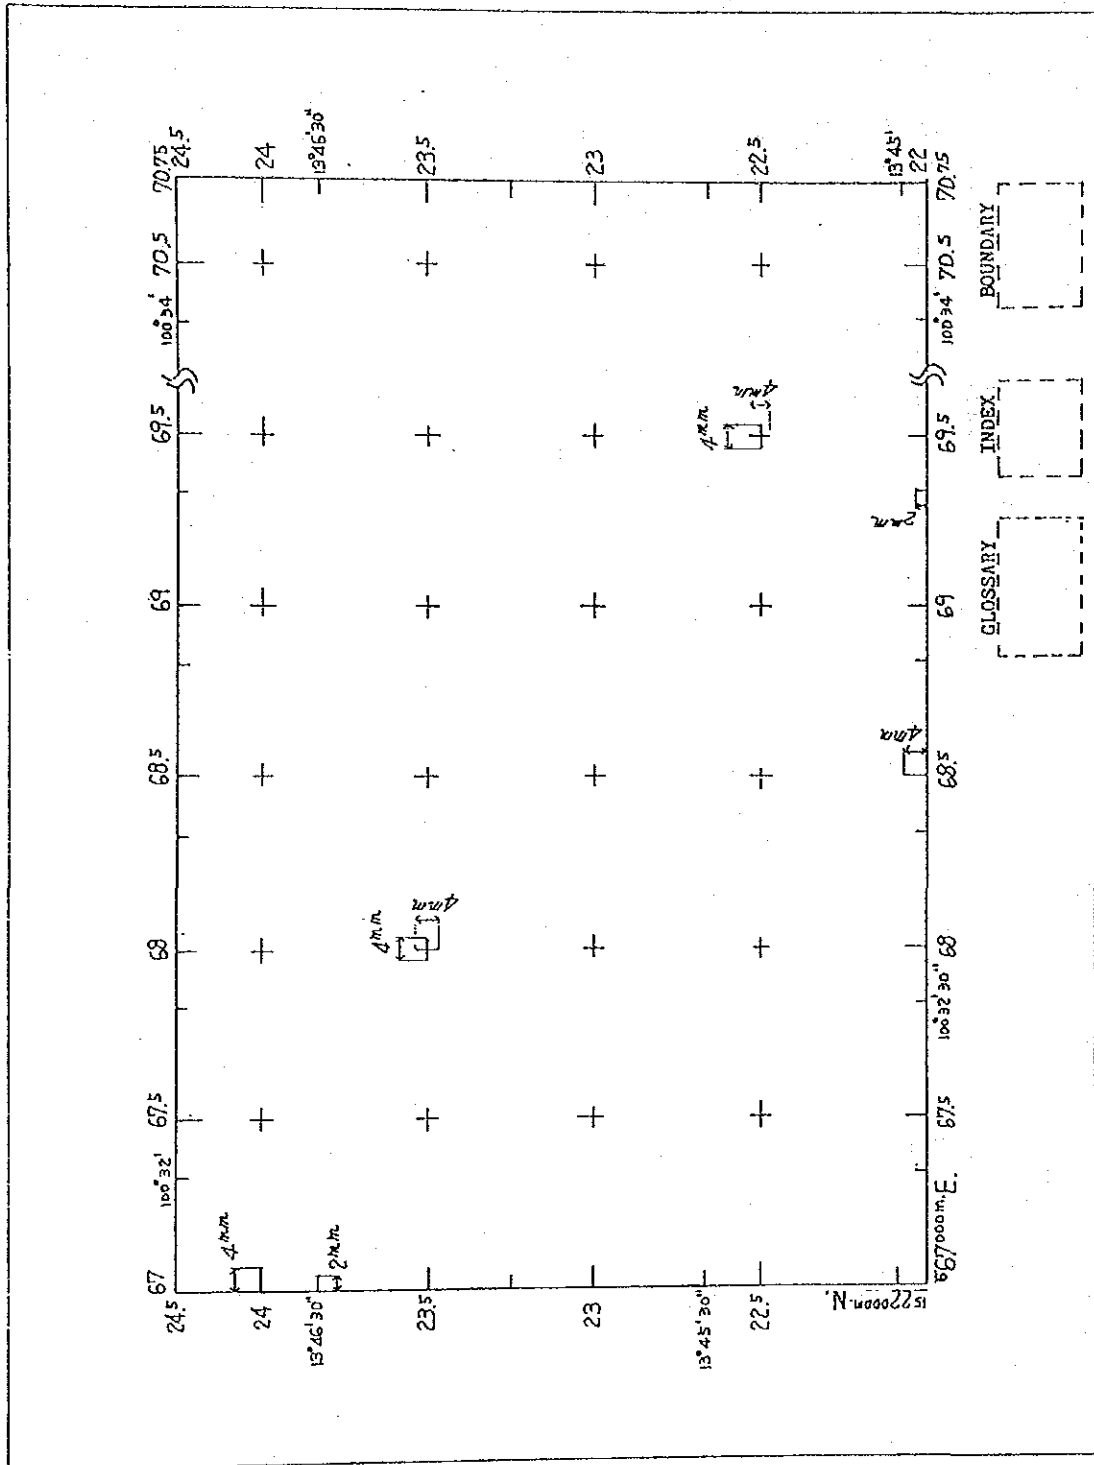 67 100°32' 67.5 68 68.5 69 69.5 100°34' 70.5 70.75
24.5 24.5
4mm
24 24
13°46'30" 13°46'30"
2mm
4mm
4mm
23.5 23.5
23 23
4mm
4mm
13°45'30"
22.5 22.5
4mm
2mm
13°45'
1522000m.N. 22
667000m.E. 67.5 100°32'30" 68 68.5 69 69.5 100°34' 70.5 70.75
GLOSSARY INDEX BOUNDARY